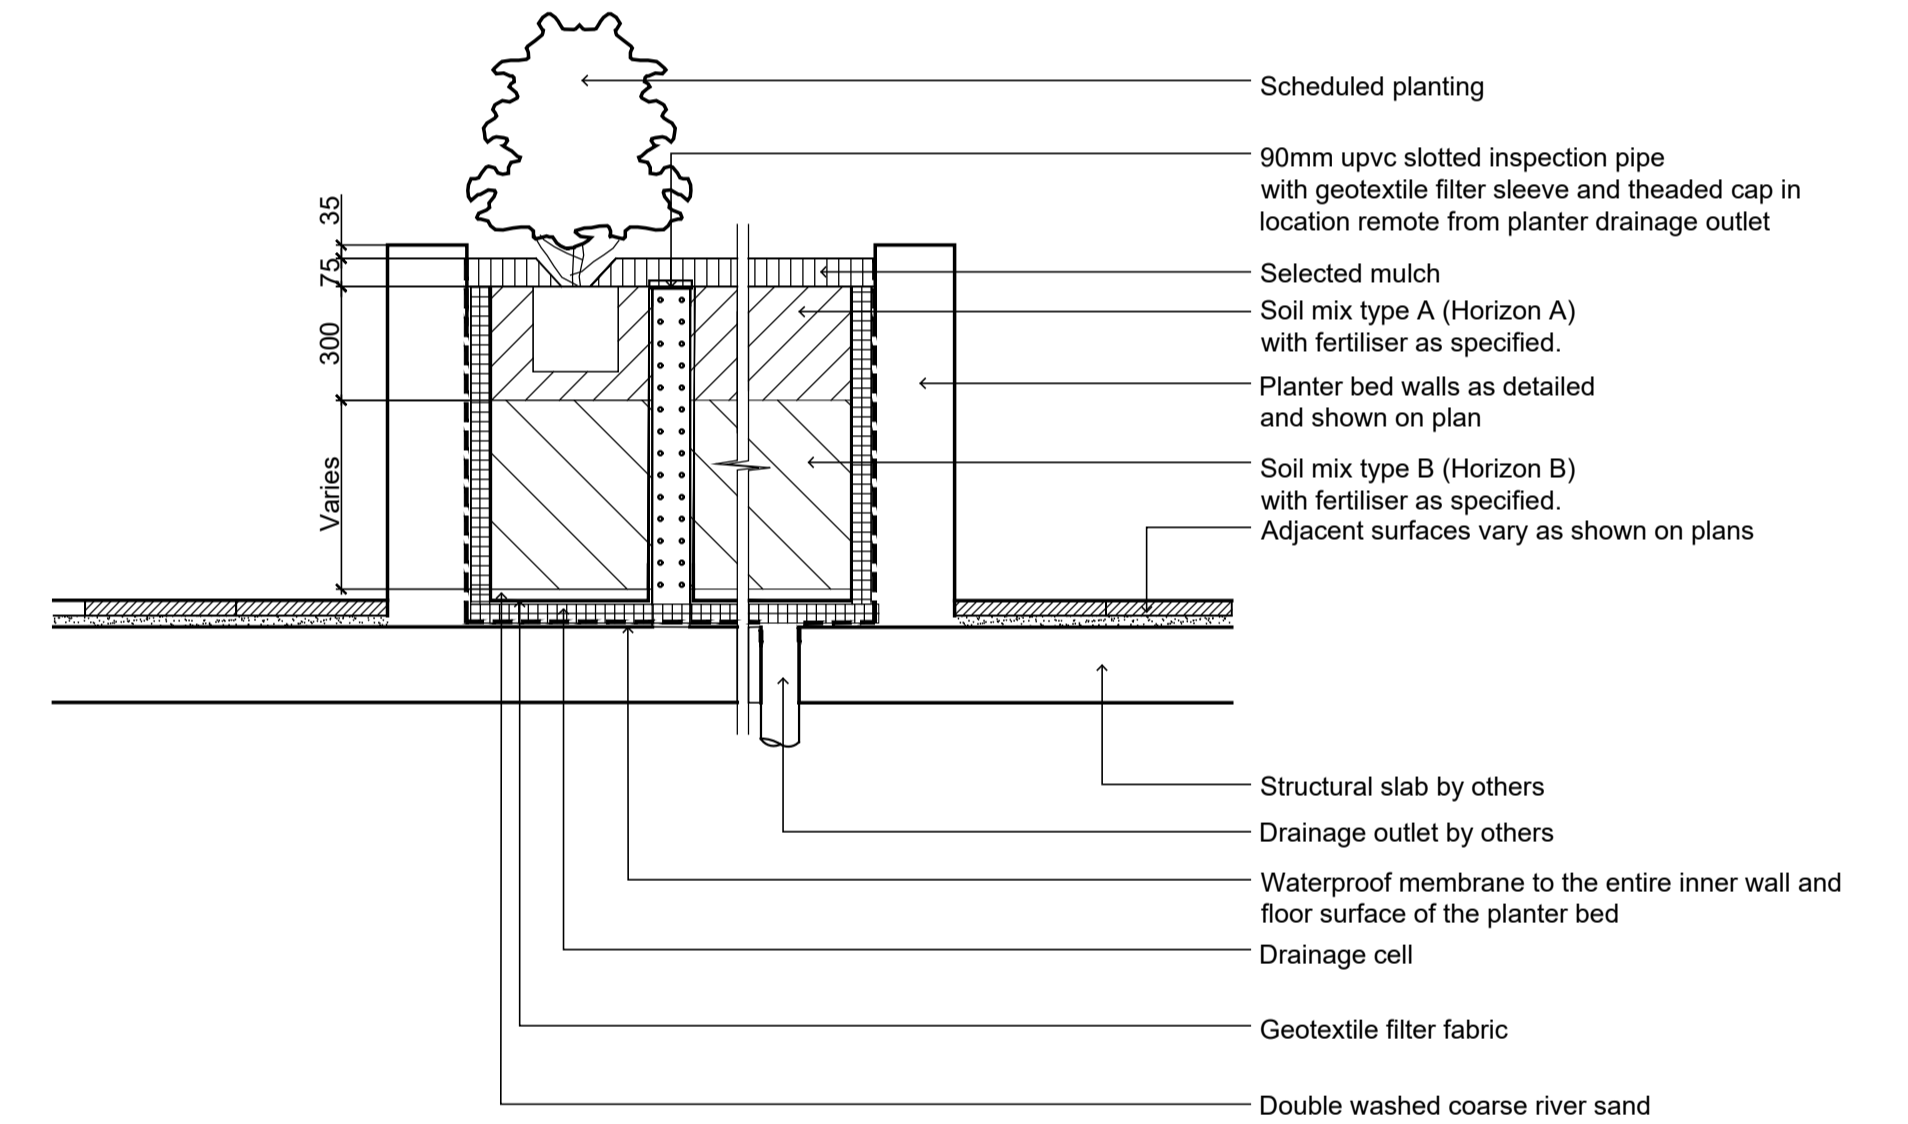 Scheduled planting
90mm upvc slotted inspection pipe
with geotextile filter sleeve and theaded cap in
location remote from planter drainage outlet
Selected mulch
Soil mix type A (Horizon A)
with fertiliser as specified.
Planter bed walls as detailed
and shown on plan
Soil mix type B (Horizon B)
with fertiliser as specified.
Adjacent surfaces vary as shown on plans
35
75
300
Varies
Structural slab by others
Drainage outlet by others
Waterproof membrane to the entire inner wall and
floor surface of the planter bed
Drainage cell
Geotextile filter fabric
Double washed coarse river sand